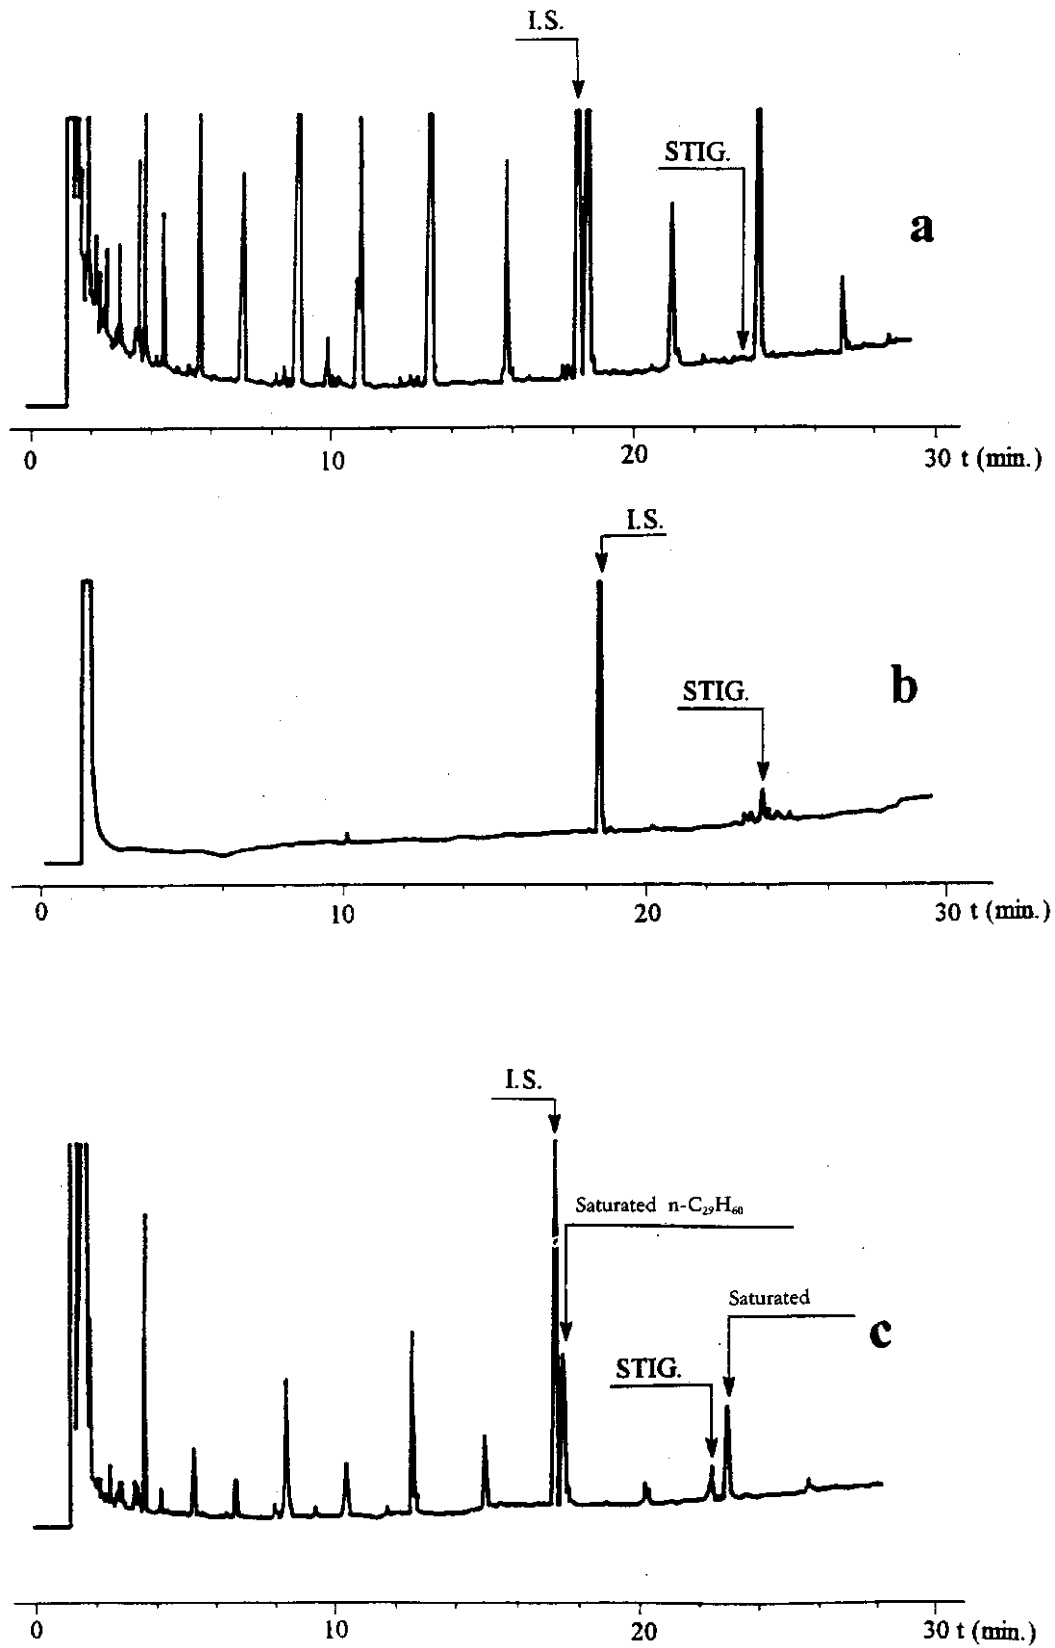 I.S.
STIG.
a
0 10 20 30 t (min.)
I.S.
STIG.
b
0 10 20 30 t (min.)
I.S.
Saturated n-C₂₉H₆₀
Saturated
STIG.
c
0 10 20 30 t (min.)